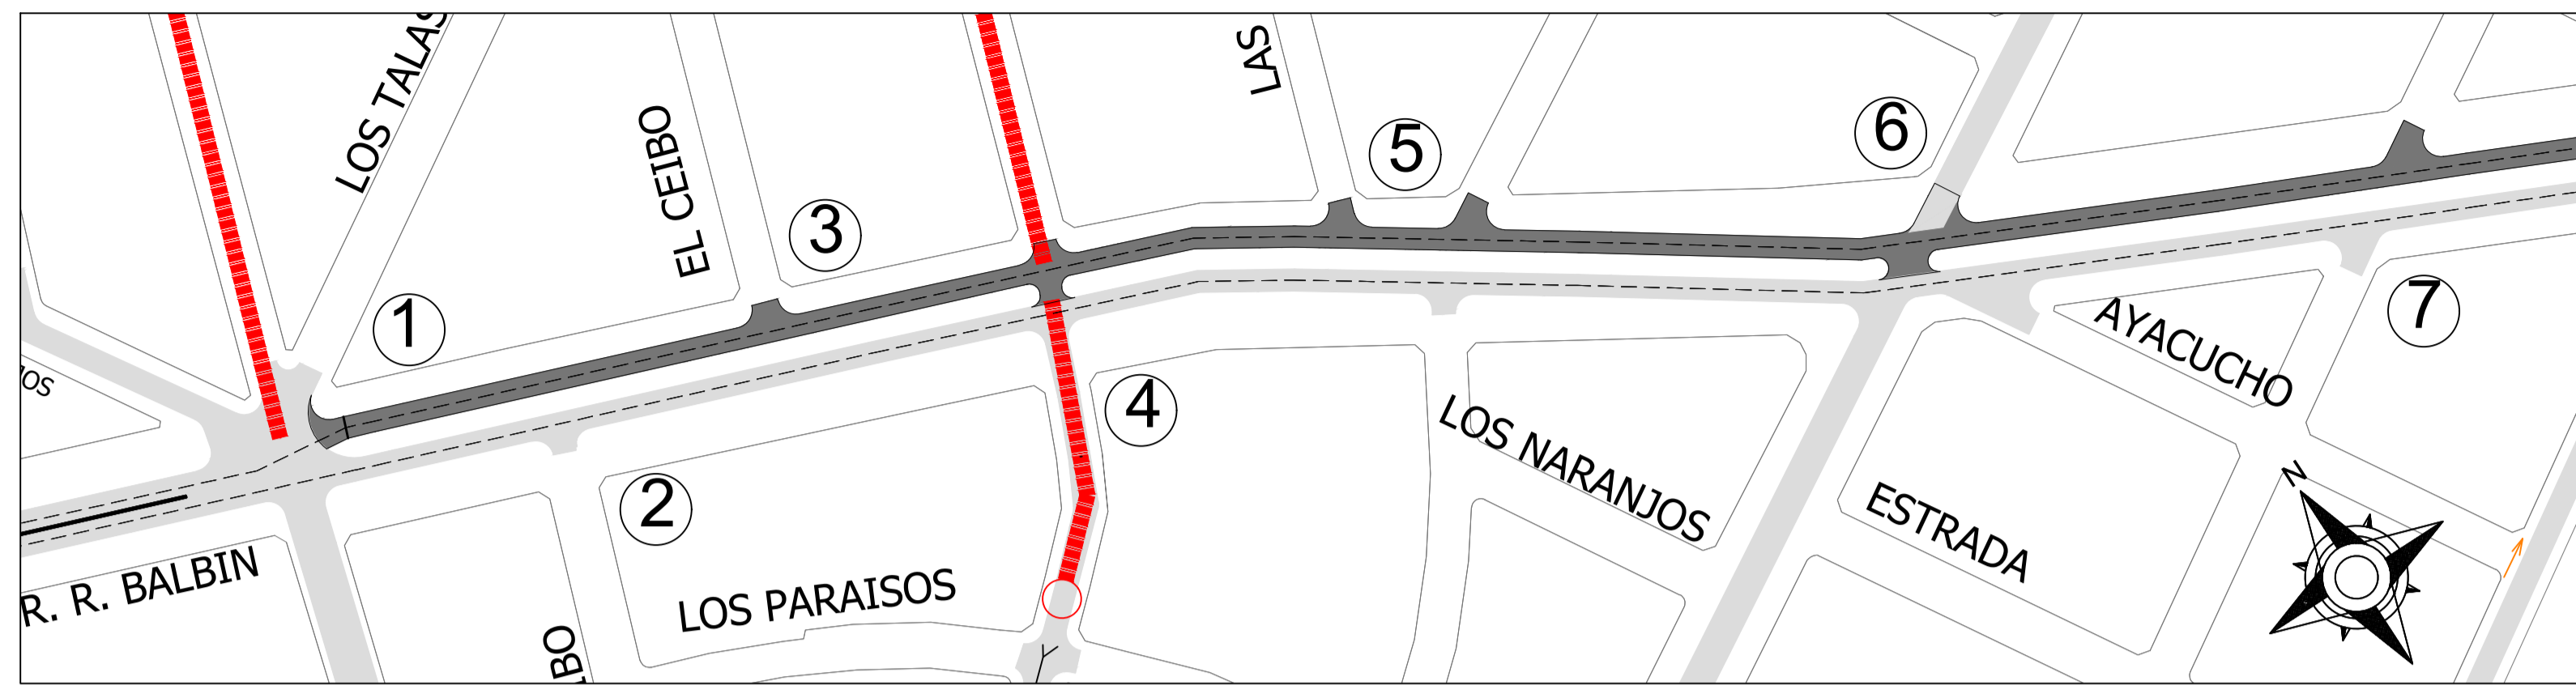 LOS TALAS
LAS
EL CEIBO
5
6
3
1
7
4
2
AYACUCHO
LOS NARANJOS
ESTRADA
N
R. R. BALBIN
LOS PARAISOS